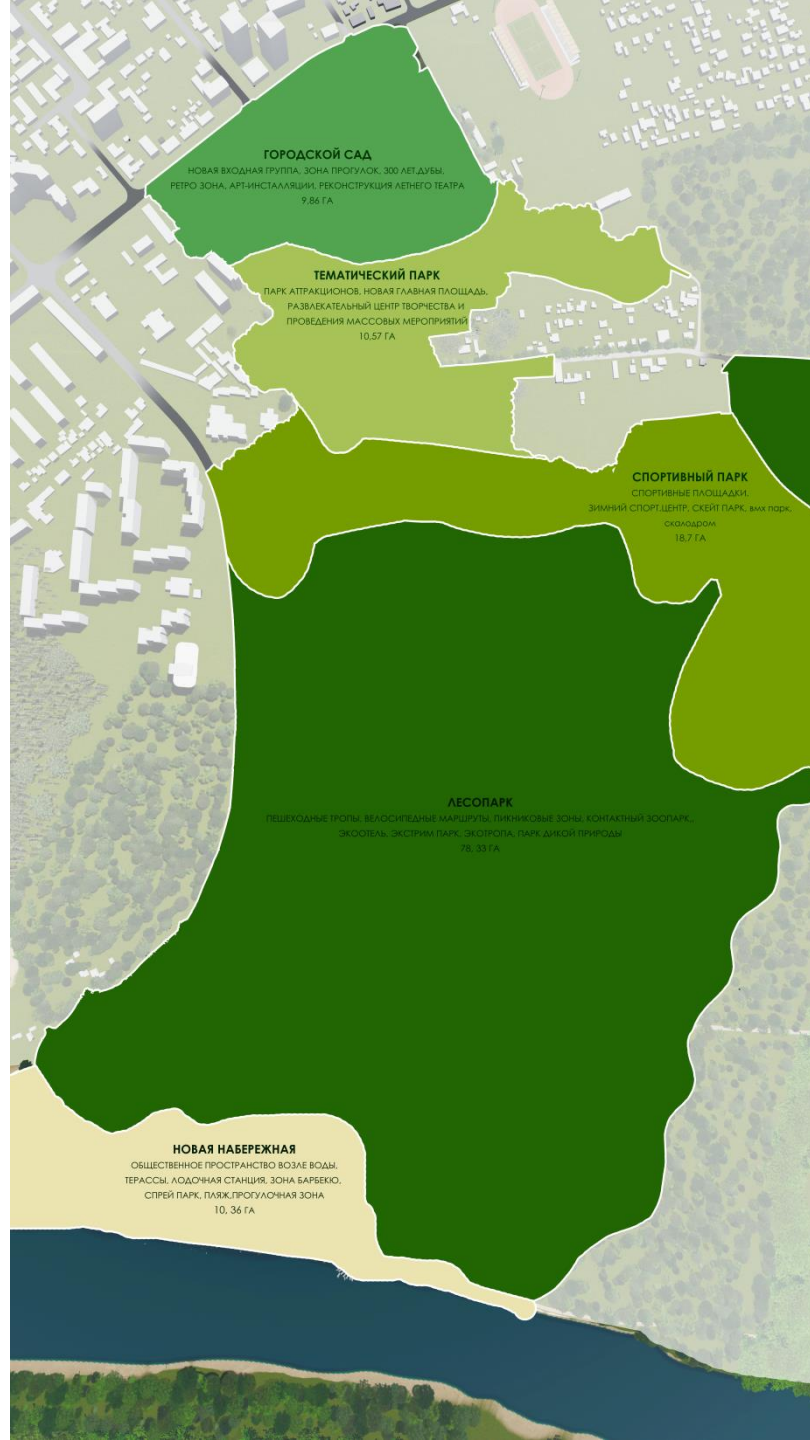 ГОРОДСКОЙ САД
НОВАЯ ВХОДНАЯ ГРУППА, ЗОНА ПРОГУЛОК, 300 ЛЕТ.ДУБЫ,
РЕТРО ЗОНА, АРТ-ИНСТАЛЛЯЦИИ, РЕКОНСТРУКЦИЯ ЛЕТНЕГО ТЕАТРА
9,86 ГА
ТЕМАТИЧЕСКИЙ ПАРК
ПАРК АТТРАКЦИОНОВ, НОВАЯ ГЛАВНАЯ ПЛОЩАДЬ,
РАЗВЛЕКАТЕЛЬНЫЙ ЦЕНТР ТВОРЧЕСТВА И
ПРОВЕДЕНИЯ МАССОВЫХ МЕРОПРИЯТИЙ
10,57 ГА
СПОРТИВНЫЙ ПАРК
СПОРТИВНЫЕ ПЛОЩАДКИ,
ЗИМНИЙ СПОРТ.ЦЕНТР, СКЕЙТ ПАРК, вмх парк,
скалодром
18,7 ГА
ЛЕСОПАРК
ПЕШЕХОДНЫЕ ТРОПЫ, ВЕЛОСИПЕДНЫЕ МАРШРУТЫ, ПИКНИКОВЫЕ ЗОНЫ, КОНТАКТНЫЙ ЗООПАРК,
ЭКООТЕЛЬ, ЭКСТРИМ ПАРК, ЭКОТРОПА, ПАРК ДИКОЙ ПРИРОДЫ
78, 33 ГА
НОВАЯ НАБЕРЕЖНАЯ
ОБЩЕСТВЕННОЕ ПРОСТРАНСТВО ВОЗЛЕ ВОДЫ,
ТЕРАССЫ, ЛОДОЧНАЯ СТАНЦИЯ, ЗОНА БАРБЕКЮ,
СПРЕЙ ПАРК, ПЛЯЖ,ПРОГУЛОЧНАЯ ЗОНА
10, 36 ГА